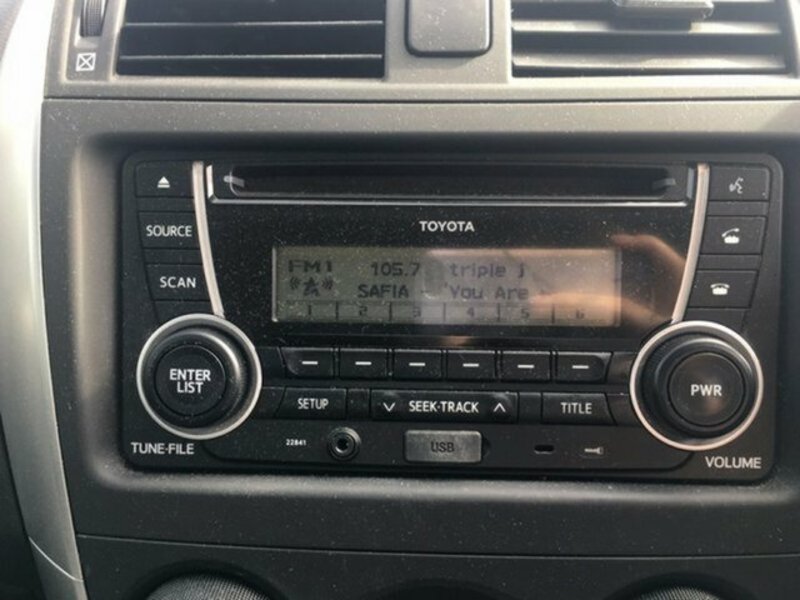 TOYOTA
SOURCE
SCAN
FM1 105.7 triple j
SAFIA - You Are
1 2 3 4 5 6
ENTER
LIST
PWR
SETUP
SEEK-TRACK
TITLE
22841
USB
TUNE-FILE
VOLUME